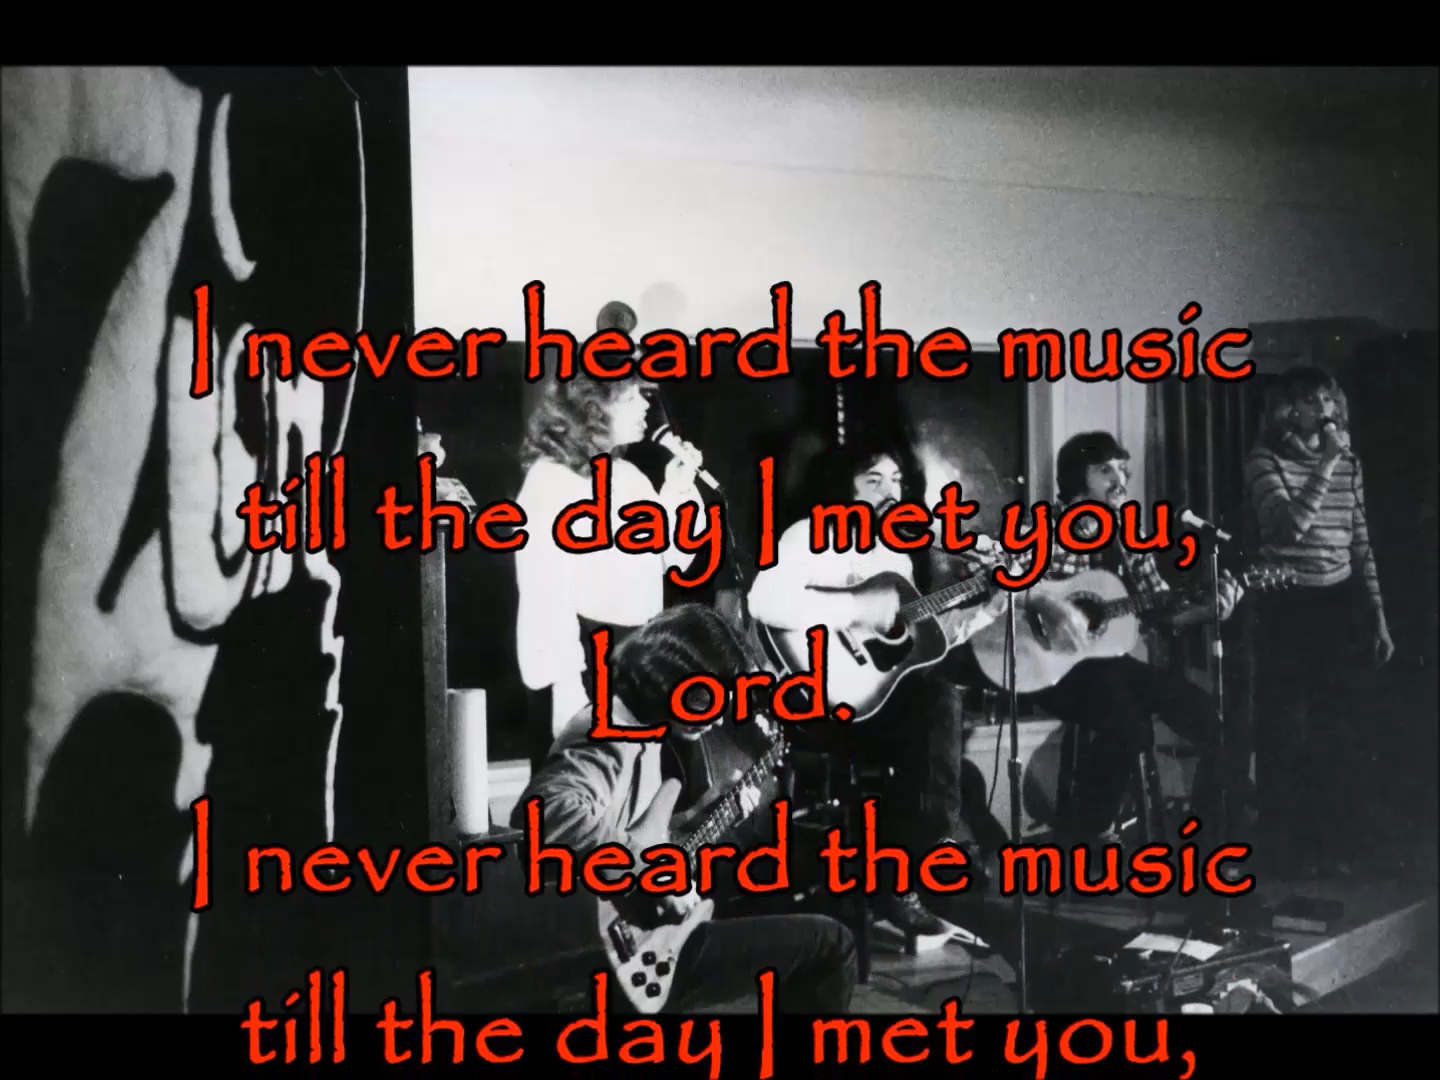 I never heard the music
till the day I met you,
Lord.
I never heard the music
till the day I met you,